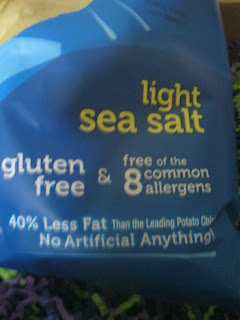 light
sea salt
gluten free & free of the 8 common allergens
40% Less Fat Than the Leading Potato
No Artificial Anything!